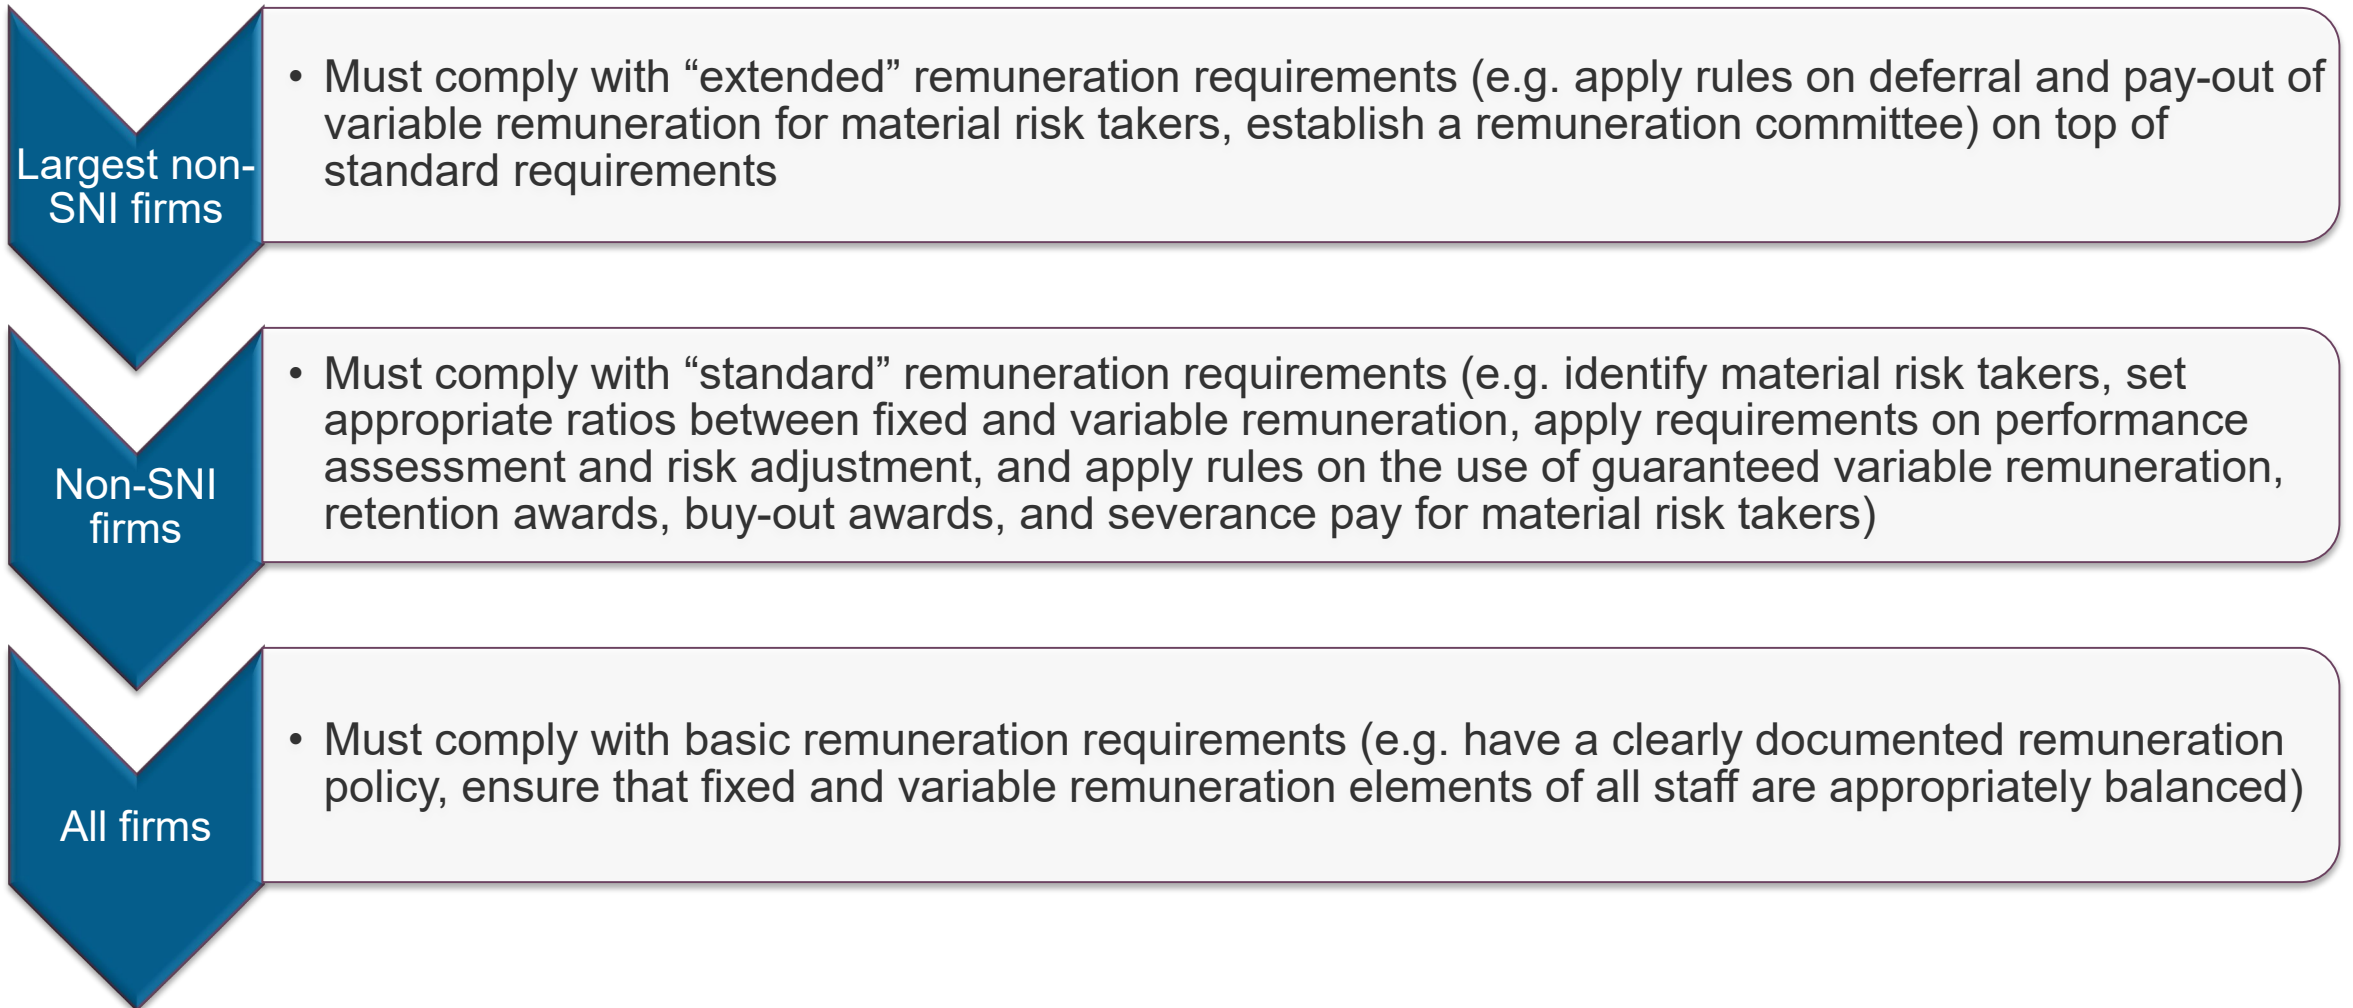 Largest non-
SNI firms
• Must comply with “extended” remuneration requirements (e.g. apply rules on deferral and pay-out of
variable remuneration for material risk takers, establish a remuneration committee) on top of
standard requirements
Non-SNI
firms
• Must comply with “standard” remuneration requirements (e.g. identify material risk takers, set
appropriate ratios between fixed and variable remuneration, apply requirements on performance
assessment and risk adjustment, and apply rules on the use of guaranteed variable remuneration,
retention awards, buy-out awards, and severance pay for material risk takers)
All firms
• Must comply with basic remuneration requirements (e.g. have a clearly documented remuneration
policy, ensure that fixed and variable remuneration elements of all staff are appropriately balanced)